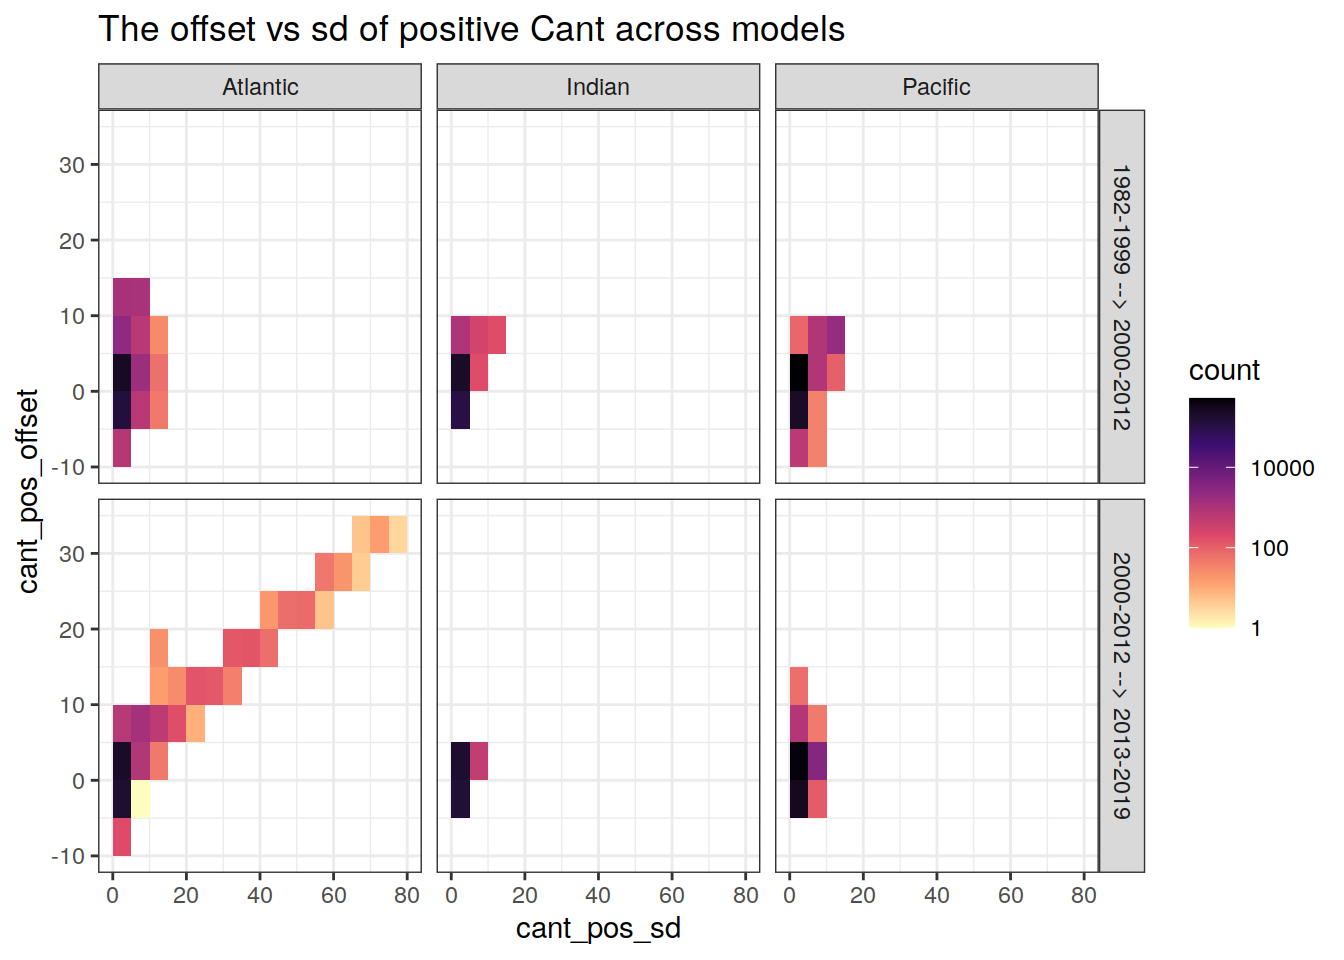 The offset vs sd of positive Cant across models
Atlantic
Indian
Pacific
30
20
10
0
-10
1982-1999 --> 2000-2012
30
20
10
0
-10
2000-2012 --> 2013-2019
cant_pos_offset
0 20 40 60 80
0 20 40 60 80
0 20 40 60 80
cant_pos_sd
count
10000
100
1